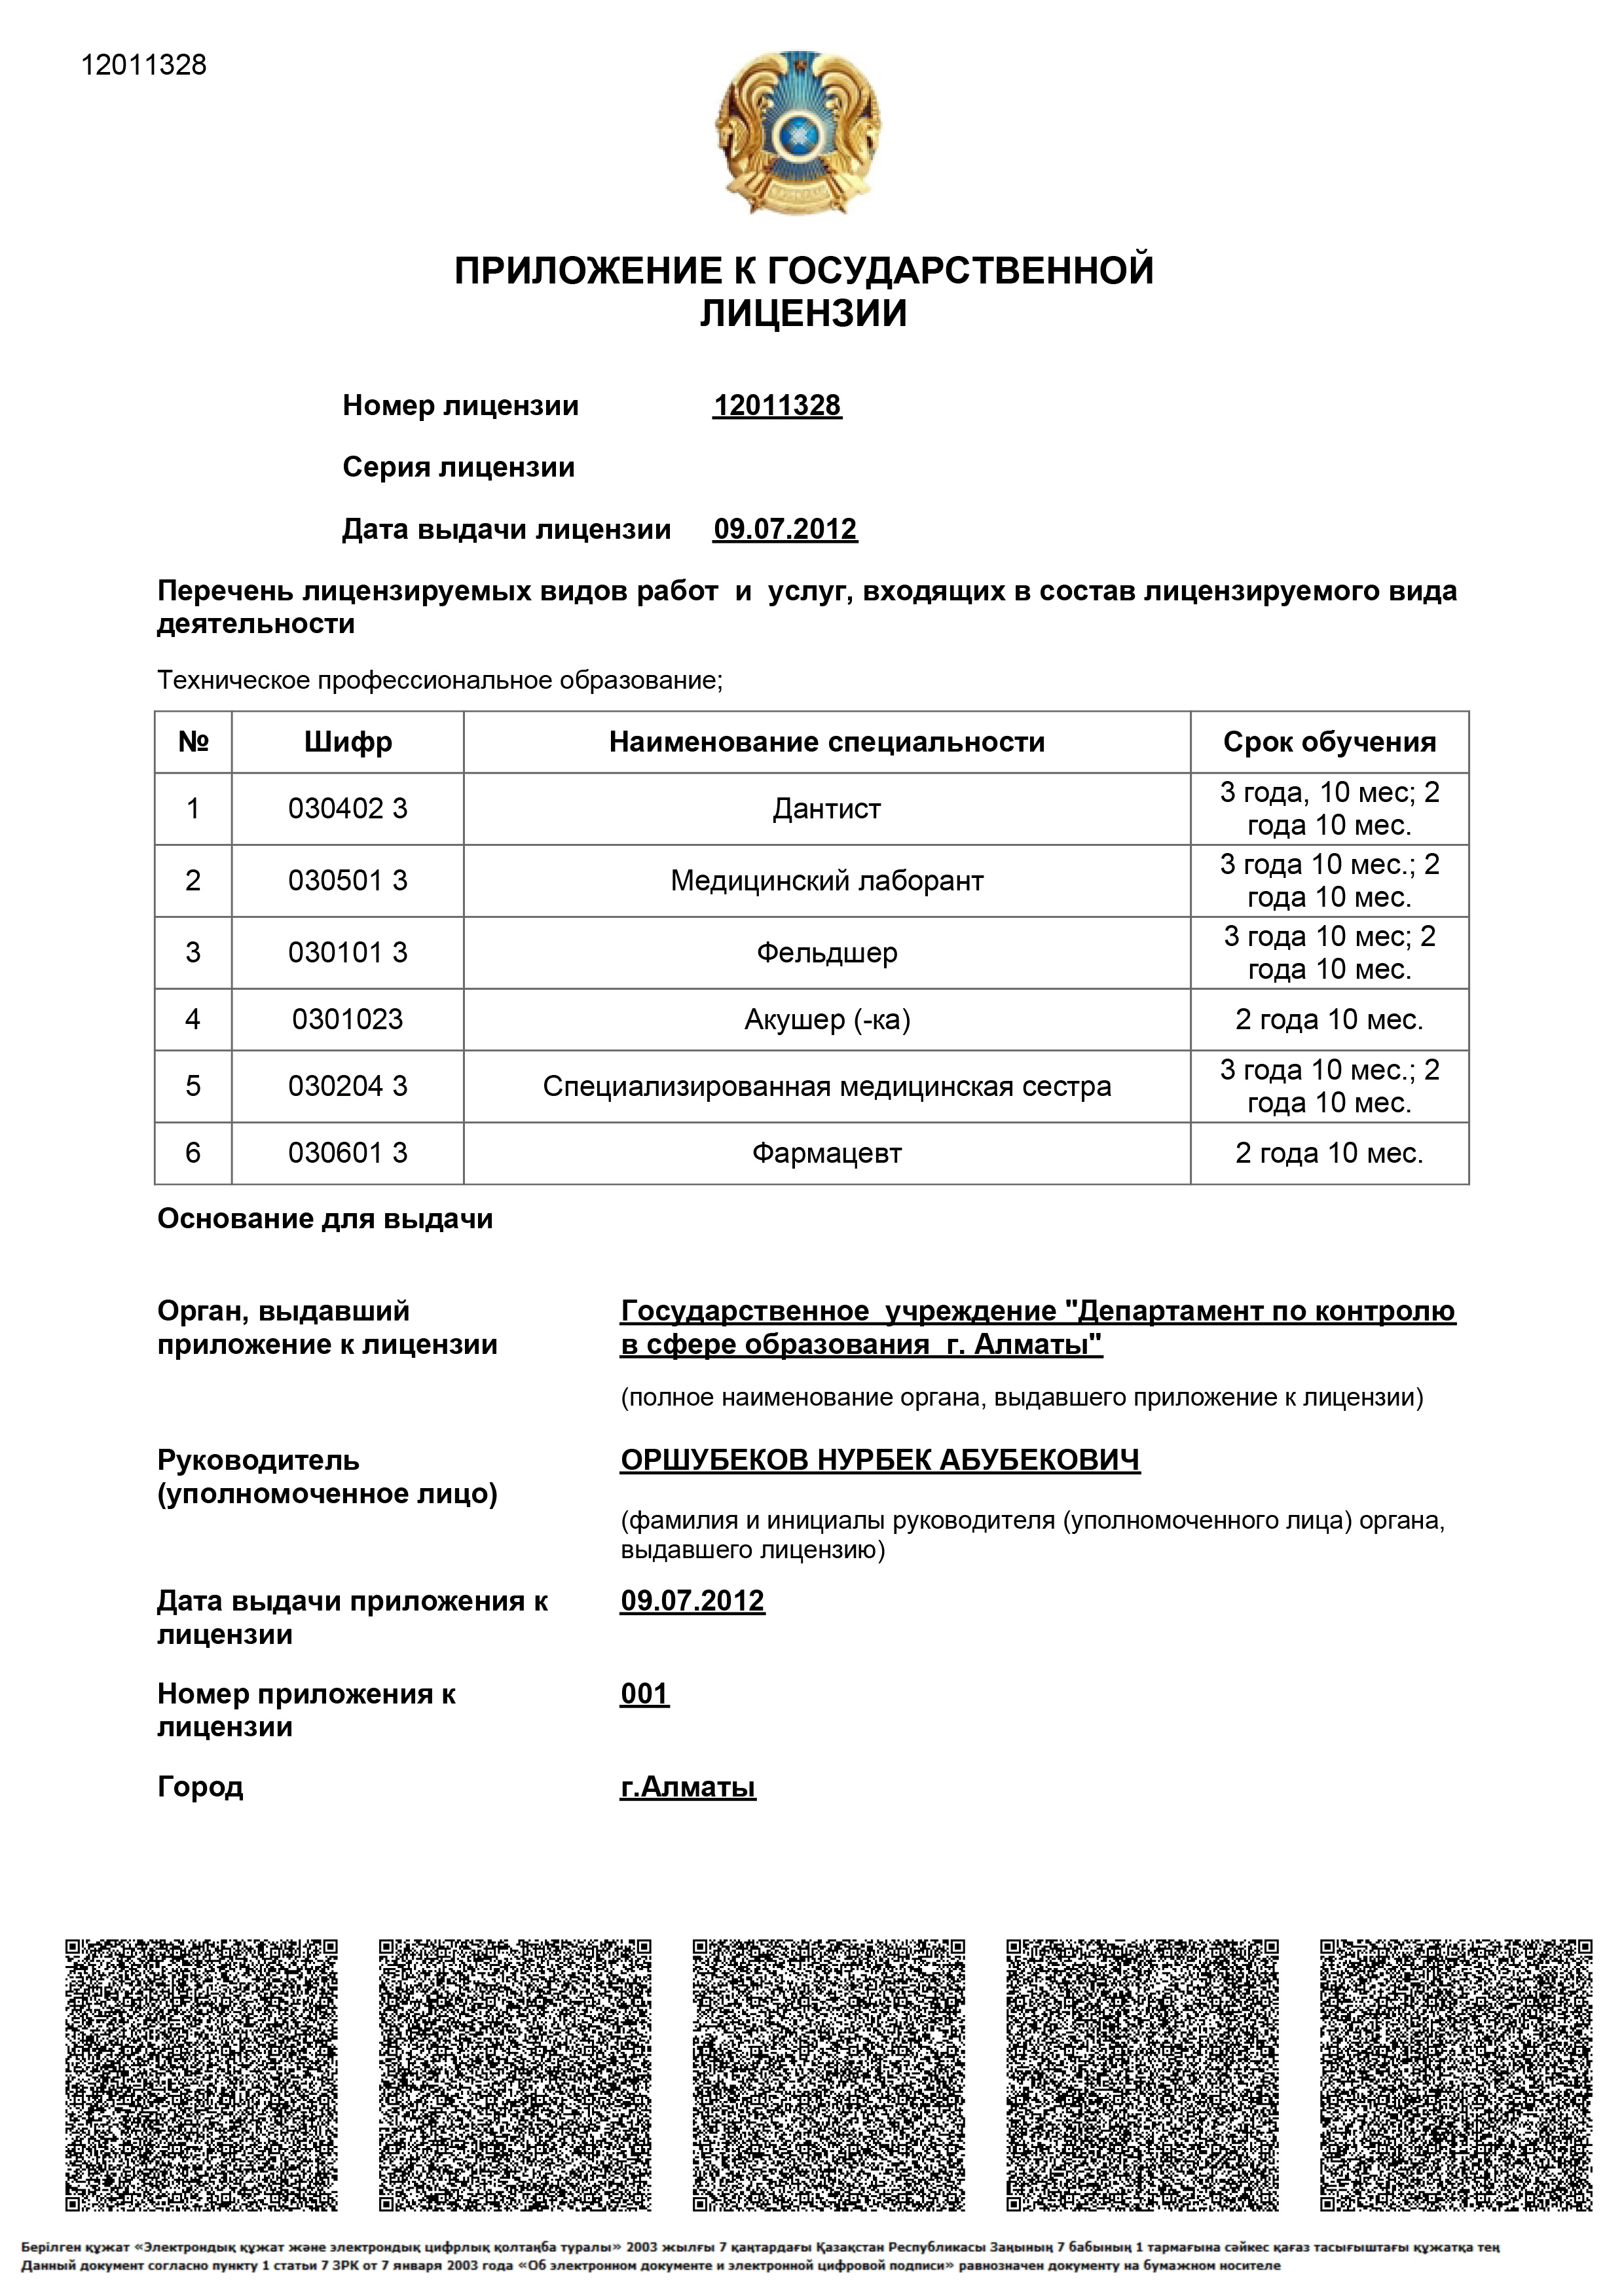 12011328
ПРИЛОЖЕНИЕ К ГОСУДАРСТВЕННОЙ
ЛИЦЕНЗИИ
Номер лицензии 12011328
Серия лицензии
Дата выдачи лицензии 09.07.2012
Перечень лицензируемых видов работ и услуг, входящих в состав лицензируемого вида
деятельности
Техническое профессиональное образование;
№ Шифр Наименование специальности Срок обучения
1 030402 3 Дантист 3 года, 10 мес; 2
года 10 мес.
2 030501 3 Медицинский лаборант 3 года 10 мес.; 2
года 10 мес.
3 030101 3 Фельдшер 3 года 10 мес; 2
года 10 мес.
4 0301023 Акушер (-ка) 2 года 10 мес.
5 030204 3 Специализированная медицинская сестра 3 года 10 мес.; 2
года 10 мес.
6 030601 3 Фармацевт 2 года 10 мес.
Основание для выдачи
Орган, выдавший Государственное учреждение "Департамент по контролю
приложение к лицензии в сфере образования г. Алматы"
(полное наименование органа, выдавшего приложение к лицензии)
Руководитель ОРШУБЕКОВ НУРБЕК АБУБЕКОВИЧ
(уполномоченное лицо)
(фамилия и инициалы руководителя (уполномоченного лица) органа,
выдавшего лицензию)
Дата выдачи приложения к 09.07.2012
лицензии
Номер приложения к 001
лицензии
Город г.Алматы
Берілген құжат «Электрондық құжат және электрондық цифрлық қолтаңба туралы» 2003 жылғы 7 қаңтардағы Қазақстан Республикасы Заңының 7 бабының 1 тармағына сәйкес қағаз тасығыштағы құжатқа тең
Данный документ согласно пункту 1 статьи 7 ЗРК от 7 января 2003 года «Об электронном документе и электронной цифровой подписи» равнозначен документу на бумажном носителе